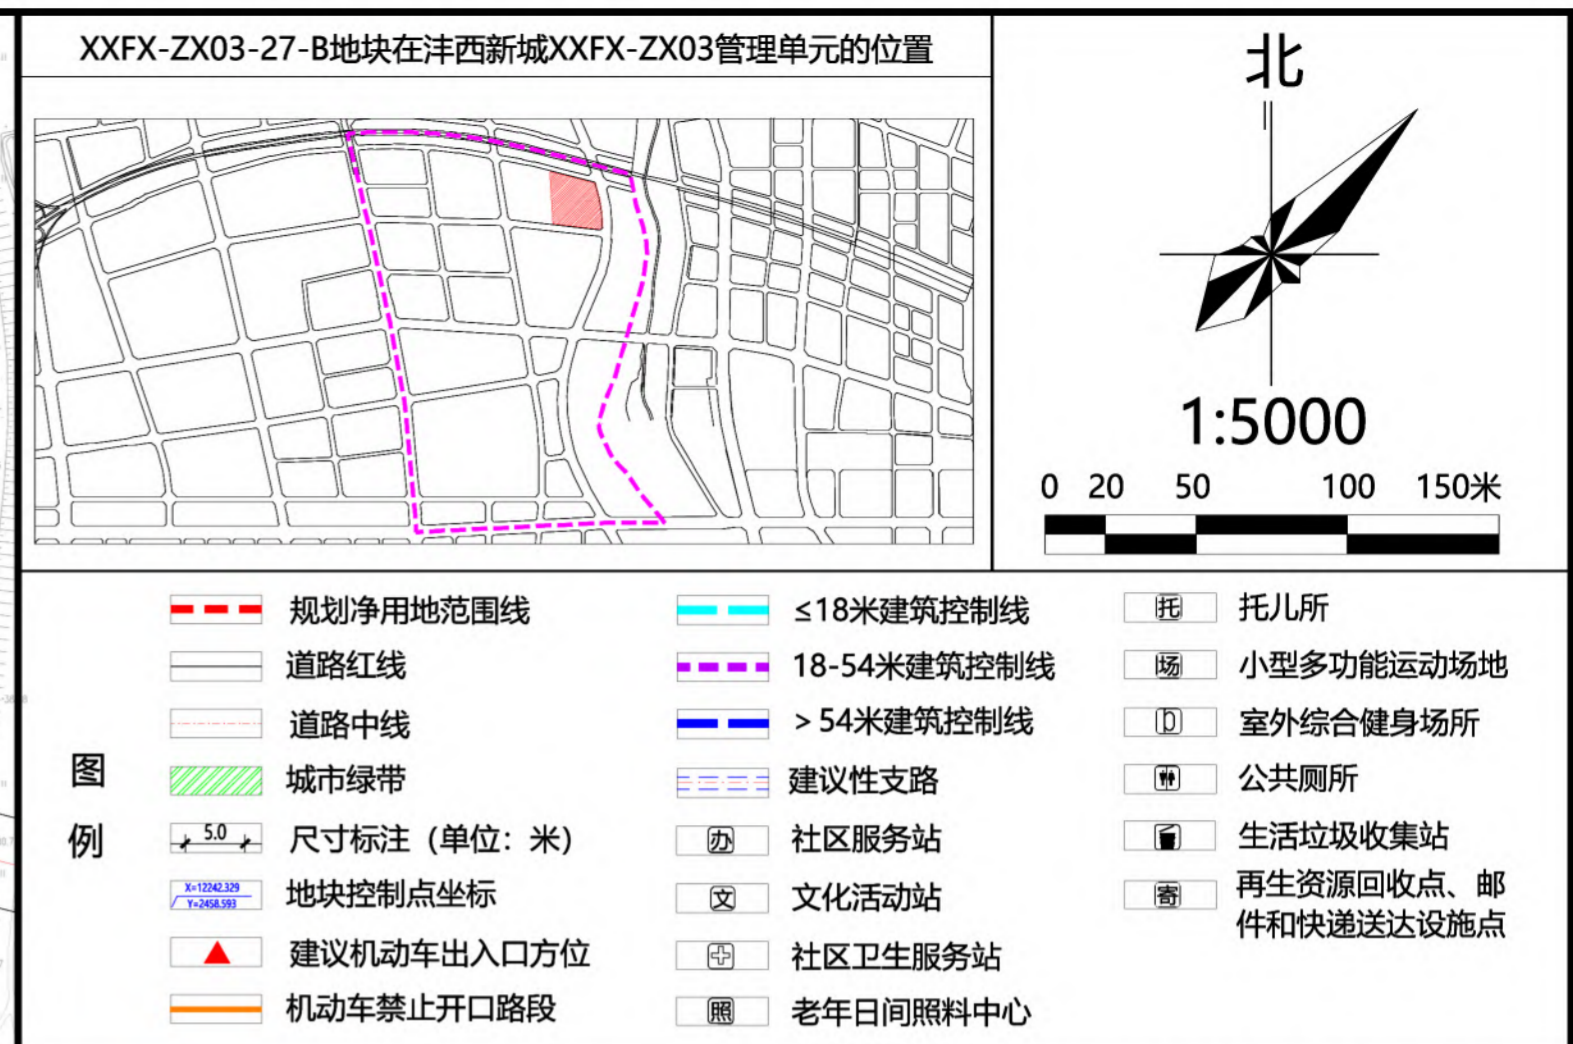 XXFX-ZX03-27-B地块在沣西新城XXFX-ZX03管理单元的位置
北
1:5000
0 20 50 100 150米
图例
规划净用地范围线
道路红线
道路中线
城市绿带
5.0 尺寸标注（单位：米）
X=12242.329
Y=2458.593
地块控制点坐标
建议机动车出入口方位
机动车禁止开口路段
≤18米建筑控制线
18-54米建筑控制线
＞54米建筑控制线
建议性支路
办 社区服务站
文 文化活动站
社区卫生服务站
照 老年日间照料中心
托 托儿所
场 小型多功能运动场地
室外综合健身场所
公共厕所
生活垃圾收集站
寄 再生资源回收点、邮
件和快递送达设施点